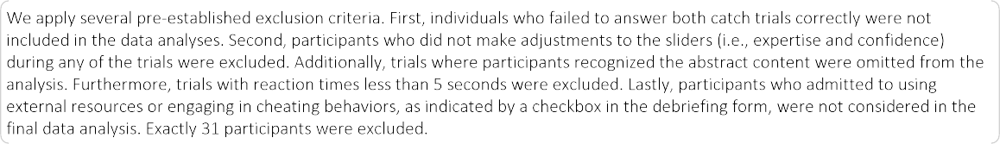 We apply several pre-established exclusion criteria. First, individuals who failed to answer both catch trials correctly were not
included in the data analyses. Second, participants who did not make adjustments to the sliders (i.e., expertise and confidence)
during any of the trials were excluded. Additionally, trials where participants recognized the abstract content were omitted from the
analysis. Furthermore, trials with reaction times less than 5 seconds were excluded. Lastly, participants who admitted to using
external resources or engaging in cheating behaviors, as indicated by a checkbox in the debriefing form, were not considered in the
final data analysis. Exactly 31 participants were excluded.